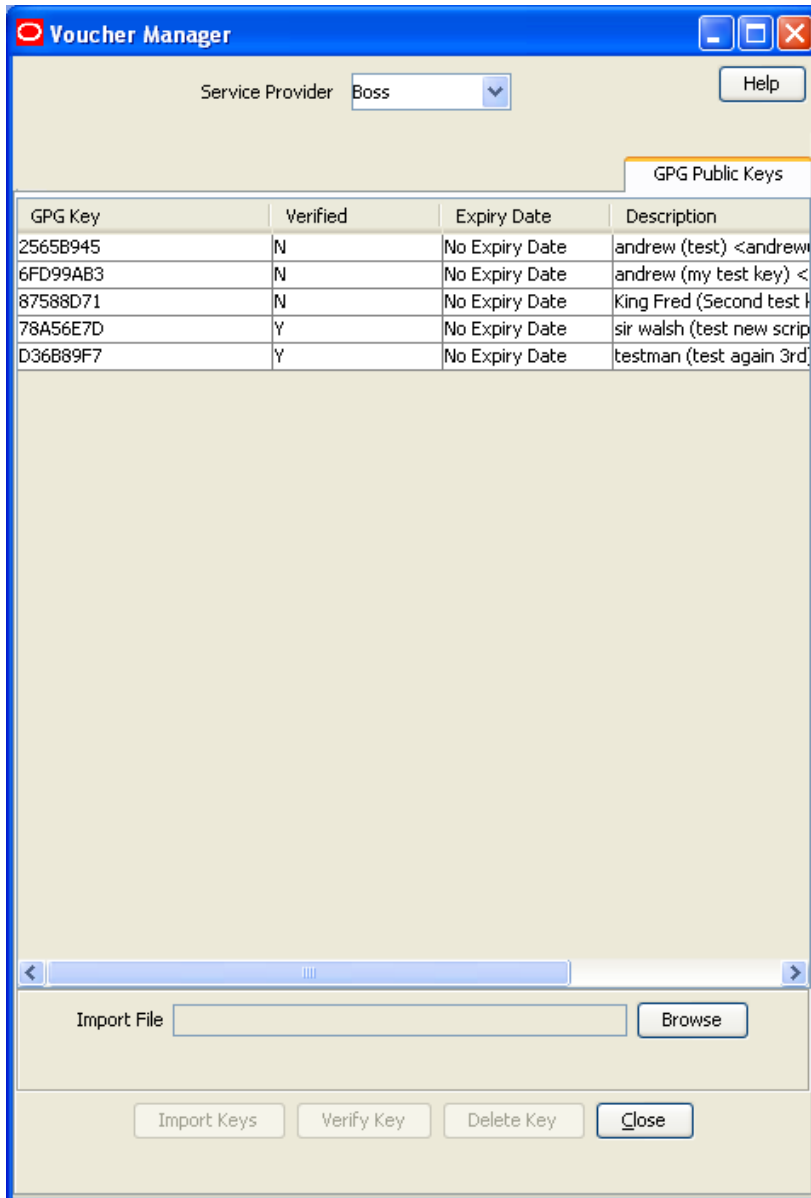 Voucher Manager
Service Provider Boss Help
GPG Public Keys
GPG Key Verified Expiry Date Description
2565B945 N No Expiry Date andrew (test)
6FD99AB3 N No Expiry Date andrew (my test key) <
87588D71 N No Expiry Date King Fred (Second test
78A56E7D Y No Expiry Date sir walsh (test new scrip
D36B89F7 Y No Expiry Date testman (test again 3rd
Import File Browse
Import Keys Verify Key Delete Key Close